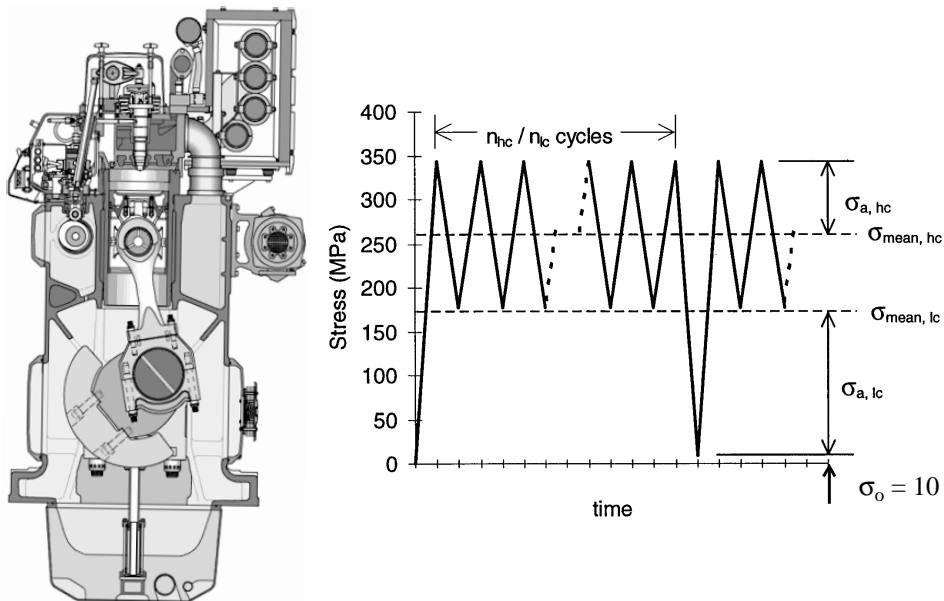 400
350
300
250
200
150
100
50
0
Stress (MPa)
n_hc / n_lc cycles
σ_a, hc
σ_mean, hc
σ_mean, lc
σ_a, lc
σ_o = 10
time